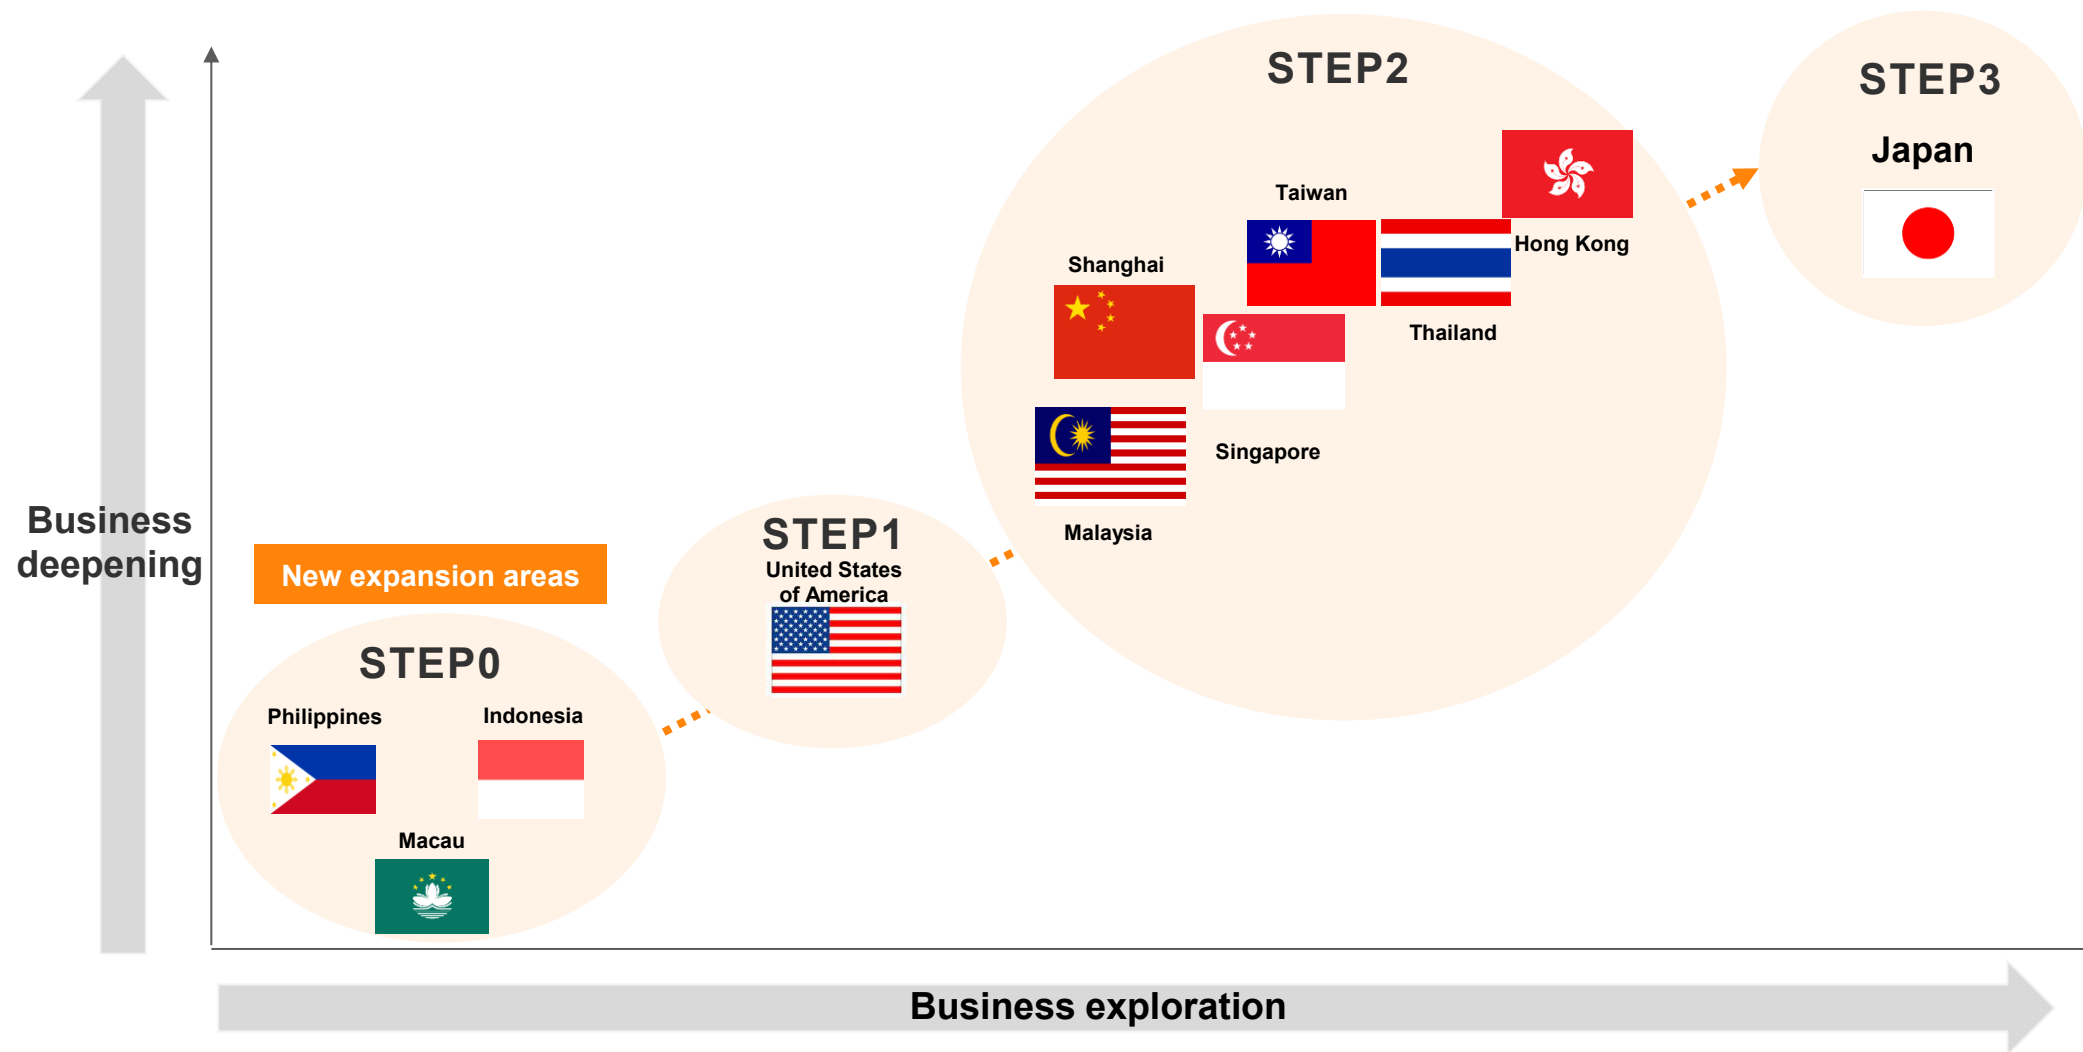 Business
deepening
New expansion areas
STEP0
Philippines
Indonesia
Macau
STEP1
United States
of America
STEP2
Taiwan
Hong Kong
Shanghai
Thailand
Singapore
Malaysia
STEP3
Japan
Business exploration